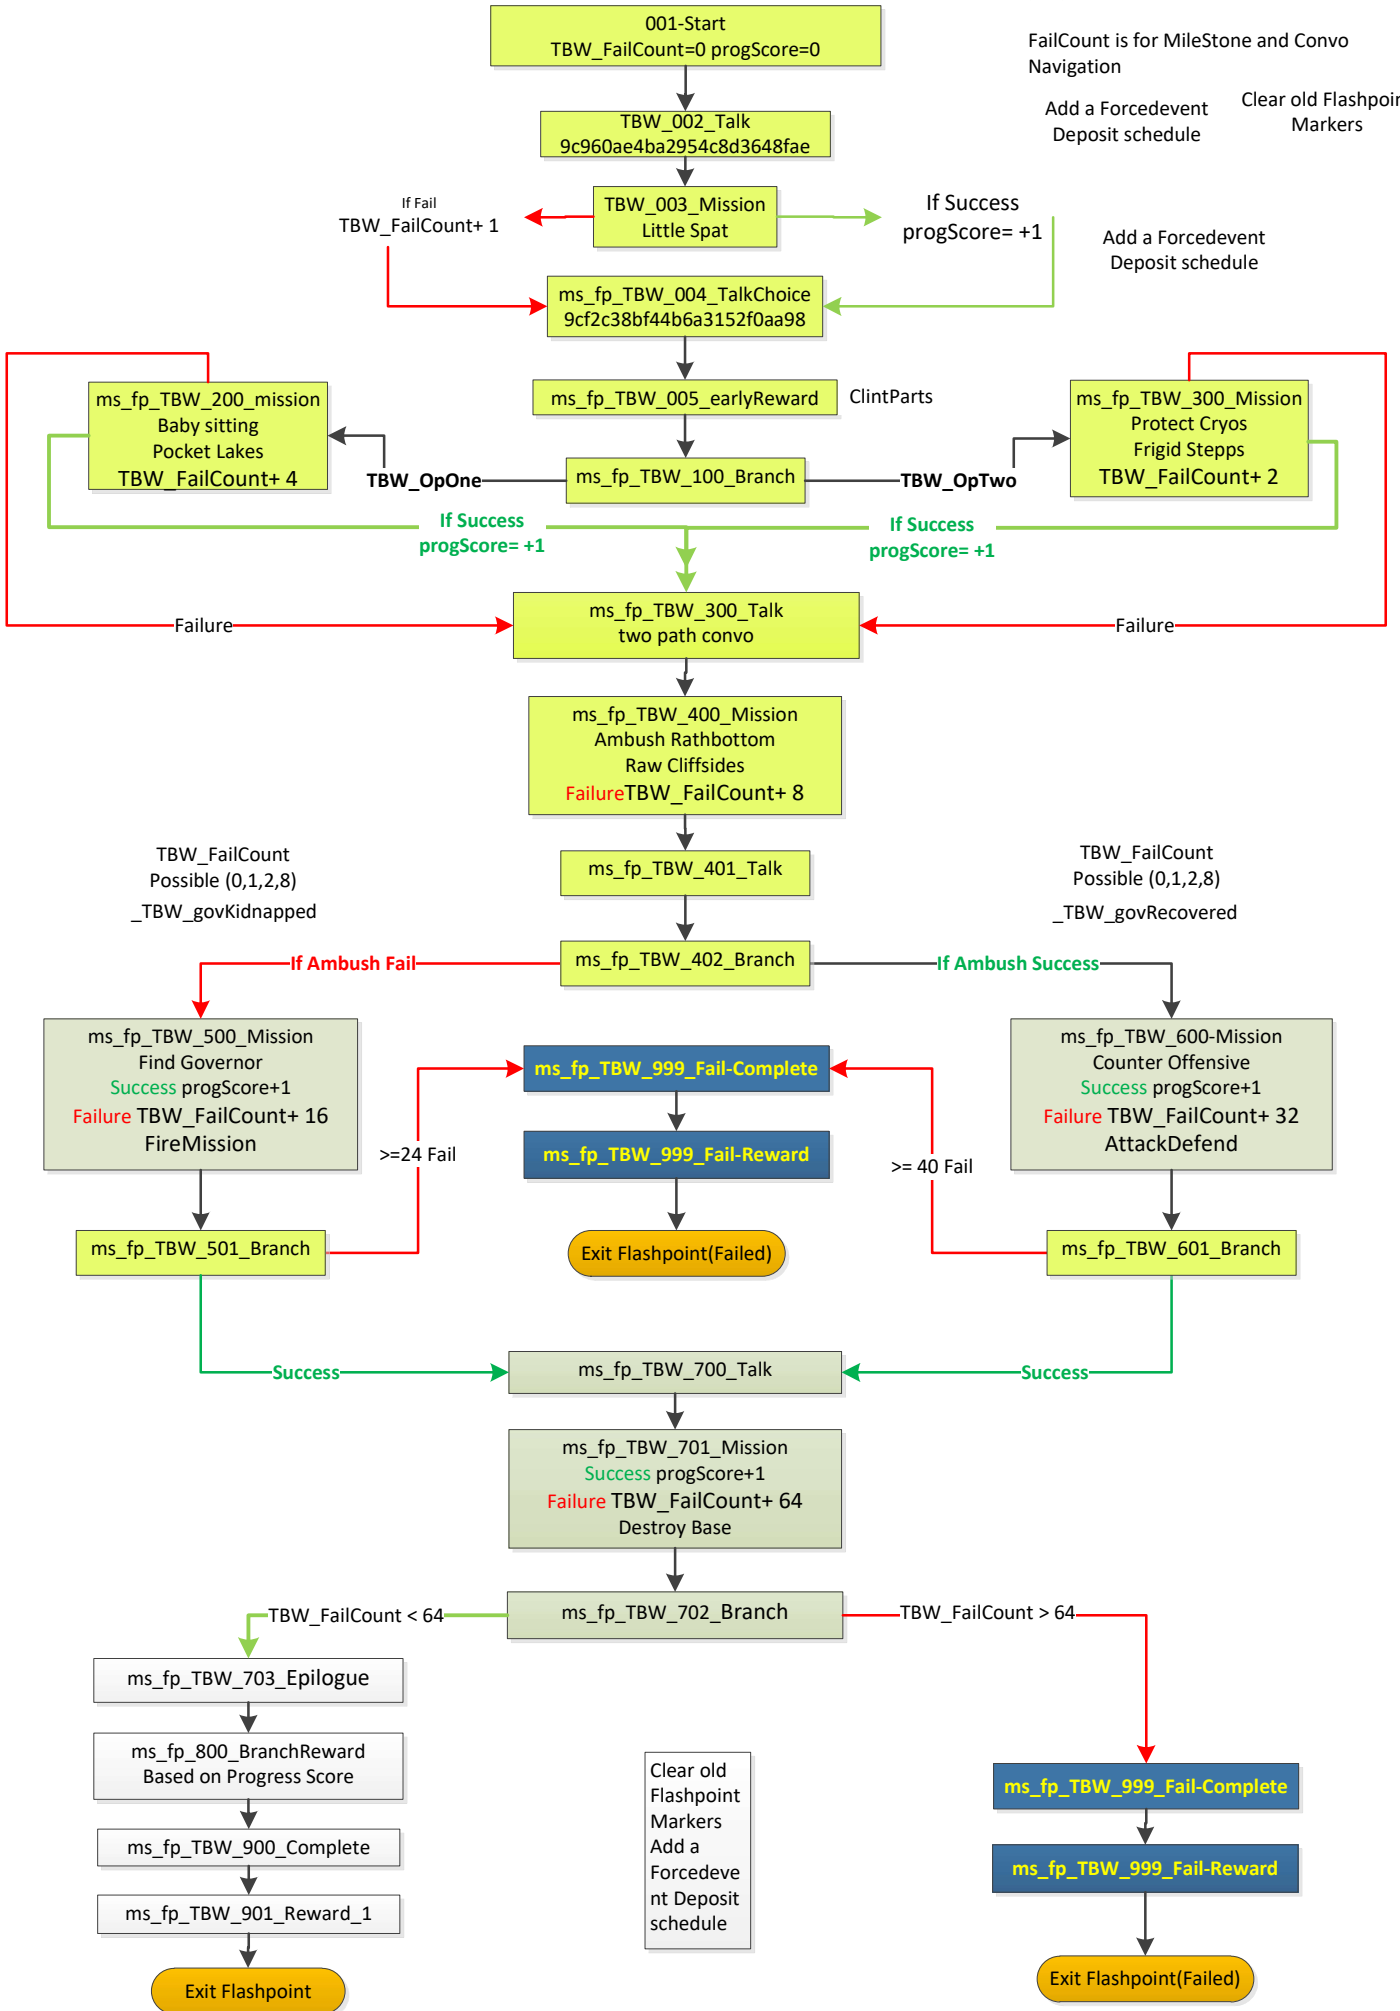 001-Start
TBW_FailCount=0 progScore=0
FailCount is for MileStone and Convo
Navigation
Add a Forcedevent
Deposit schedule
Clear old Flashpoin
Markers
TBW_002_Talk
9c960ae4ba2954c8d3648fae
TBW_003_Mission
Little Spat
If Fail
TBW_FailCount+ 1
If Success
progScore= +1
Add a Forcedevent
Deposit schedule
ms_fp_TBW_004_TalkChoice
9cf2c38bf44b6a3152f0aa98
ms_fp_TBW_005_earlyReward
ClintParts
ms_fp_TBW_200_mission
Baby sitting
Pocket Lakes
TBW_FailCount+ 4
TBW_OpOne
ms_fp_TBW_100_Branch
TBW_OpTwo
ms_fp_TBW_300_Mission
Protect Cryos
Frigid Stepps
TBW_FailCount+ 2
If Success
progScore= +1
If Success
progScore= +1
Failure
ms_fp_TBW_300_Talk
two path convo
Failure
ms_fp_TBW_400_Mission
Ambush Rathbottom
Raw Cliffsides
FailureTBW_FailCount+ 8
ms_fp_TBW_401_Talk
TBW_FailCount
Possible (0,1,2,8)
_TBW_govKidnapped
TBW_FailCount
Possible (0,1,2,8)
_TBW_govRecovered
If Ambush Fail
ms_fp_TBW_402_Branch
If Ambush Success
ms_fp_TBW_500_Mission
Find Governor
Success progScore+1
Failure TBW_FailCount+ 16
FireMission
ms_fp_TBW_999_Fail-Complete
ms_fp_TBW_600-Mission
Counter Offensive
Success progScore+1
Failure TBW_FailCount+ 32
AttackDefend
>=24 Fail
ms_fp_TBW_999_Fail-Reward
>= 40 Fail
ms_fp_TBW_501_Branch
Exit Flashpoint(Failed)
ms_fp_TBW_601_Branch
Success
ms_fp_TBW_700_Talk
Success
ms_fp_TBW_701_Mission
Success progScore+1
Failure TBW_FailCount+ 64
Destroy Base
TBW_FailCount < 64
ms_fp_TBW_702_Branch
TBW_FailCount > 64
ms_fp_TBW_703_Epilogue
ms_fp_800_BranchReward
Based on Progress Score
ms_fp_TBW_900_Complete
ms_fp_TBW_901_Reward_1
Exit Flashpoint
Clear old
Flashpoint
Markers
Add a
Forcedeve
nt Deposit
schedule
ms_fp_TBW_999_Fail-Complete
ms_fp_TBW_999_Fail-Reward
Exit Flashpoint(Failed)